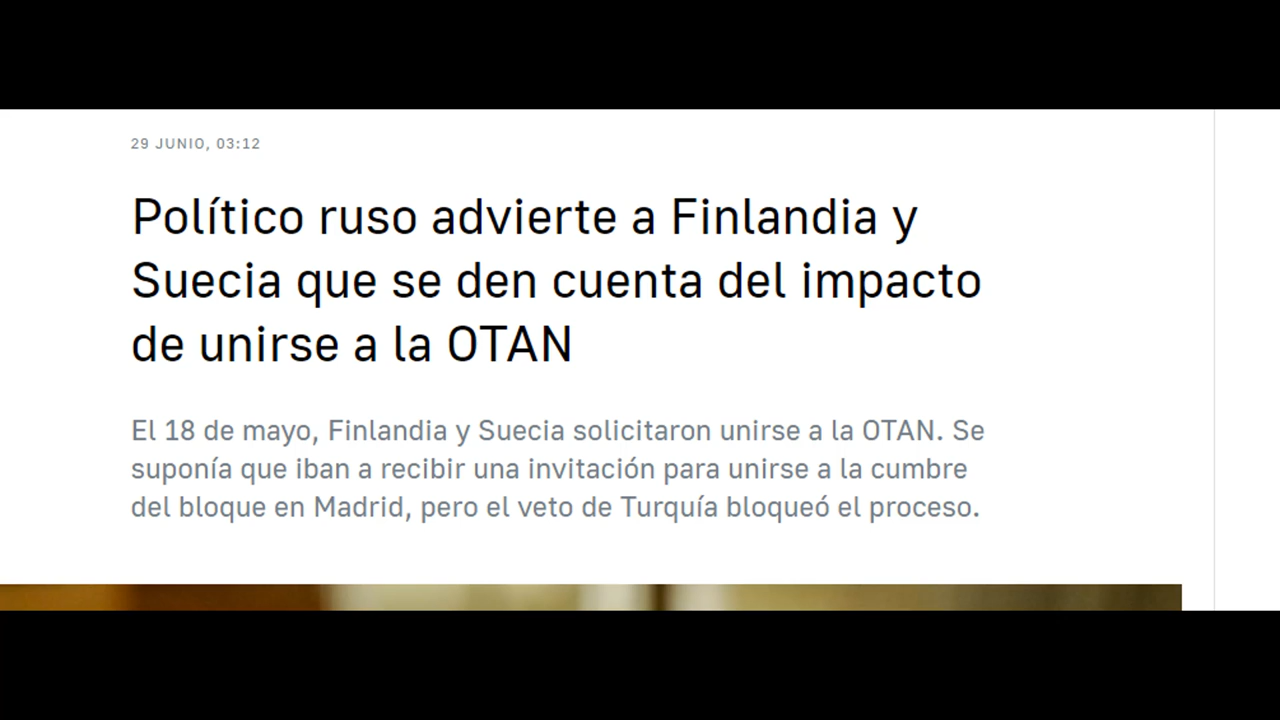 29 JUNIO, 03:12
Político ruso advierte a Finlandia y
Suecia que se den cuenta del impacto
de unirse a la OTAN
El 18 de mayo, Finlandia y Suecia solicitaron unirse a la OTAN. Se
suponía que iban a recibir una invitación para unirse a la cumbre
del bloque en Madrid, pero el veto de Turquía bloqueó el proceso.